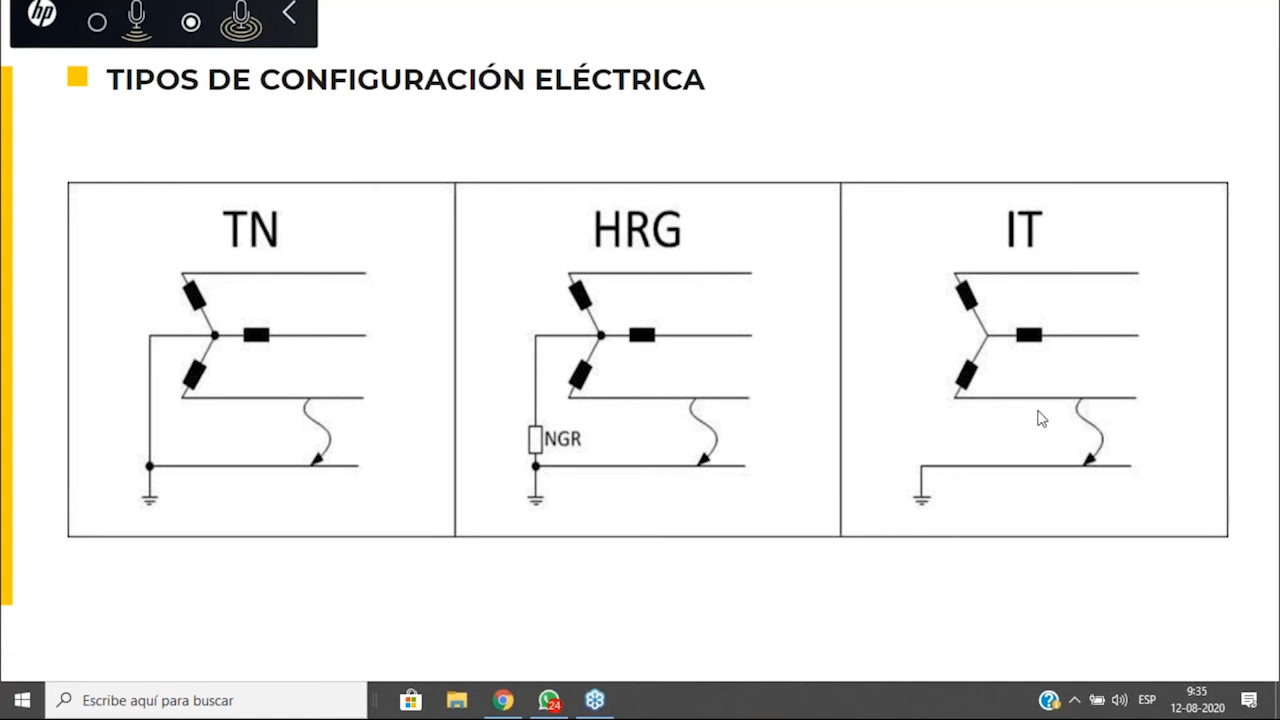 hp
TIPOS DE CONFIGURACIÓN ELÉCTRICA
TN
HRG
IT
NGR
Escribe aquí para buscar
24
ESP
9:35
12-08-2020